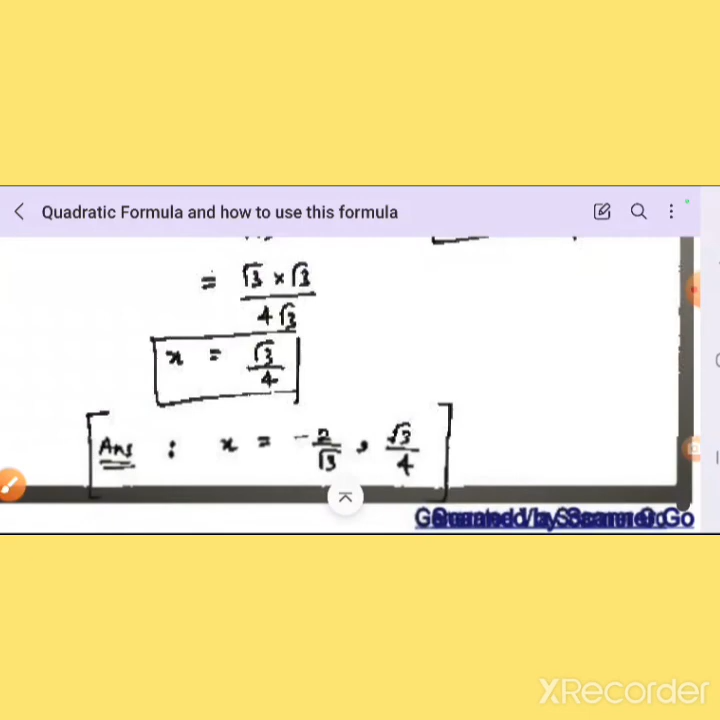 Quadratic Formula and how to use this formula
= √3 × √3 / 4√3
x = √3 / 4
Ans : x = -2/√3 , √3/4
XRecorder